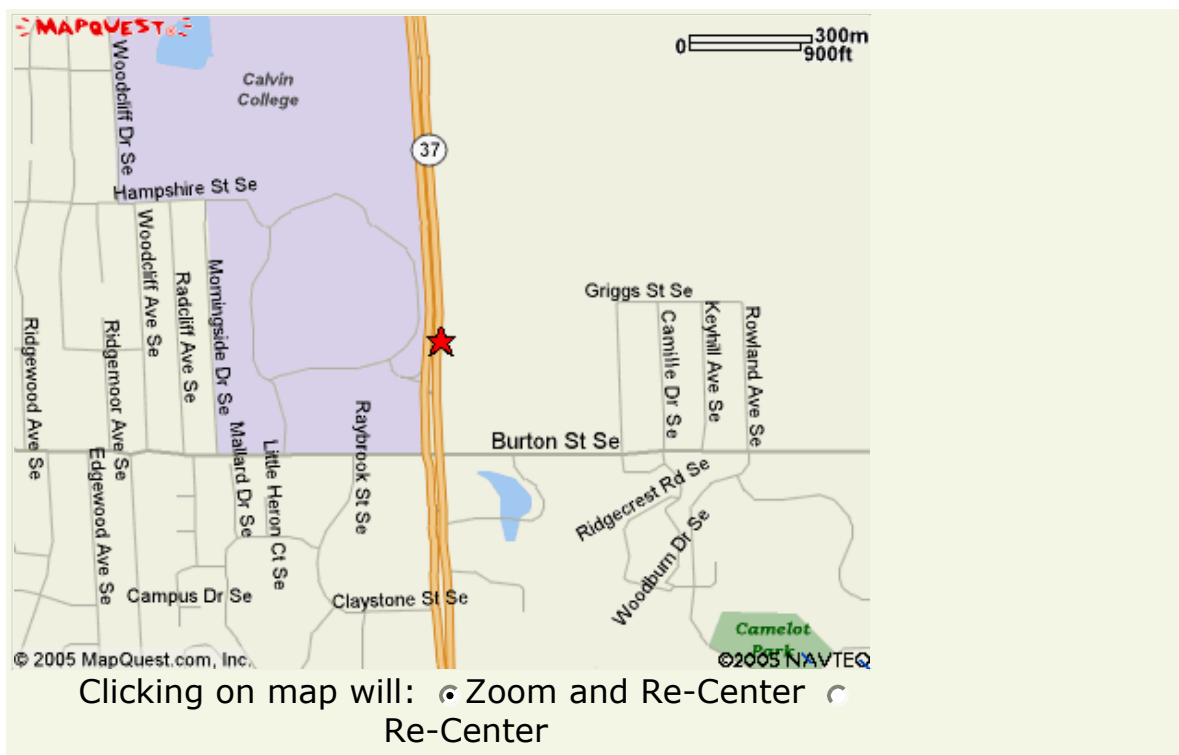 MAPQUEST
300m
0
900ft
Calvin
College
Woodcliff Dr Se
37
Hampshire St Se
Woodcliff Ave Se
Radcliff Ave Se
Morningside Dr Se
Griggs St Se
Camille Dr Se
Keyhill Ave Se
Rowland Ave Se
Ridgewood Ave Se
Ridgemoor Ave Se
Burton St Se
Raybrook St Se
Mallard Dr Se
Little Heron Ct Se
Edgewood Ave Se
Ridgecrest Rd Se
Woodburn Dr Se
Campus Dr Se
Claystone St Se
Camelot
Park
© 2005 MapQuest.com, Inc.
©2005 NAVTEQ
Clicking on map will: Zoom and Re-Center
Re-Center